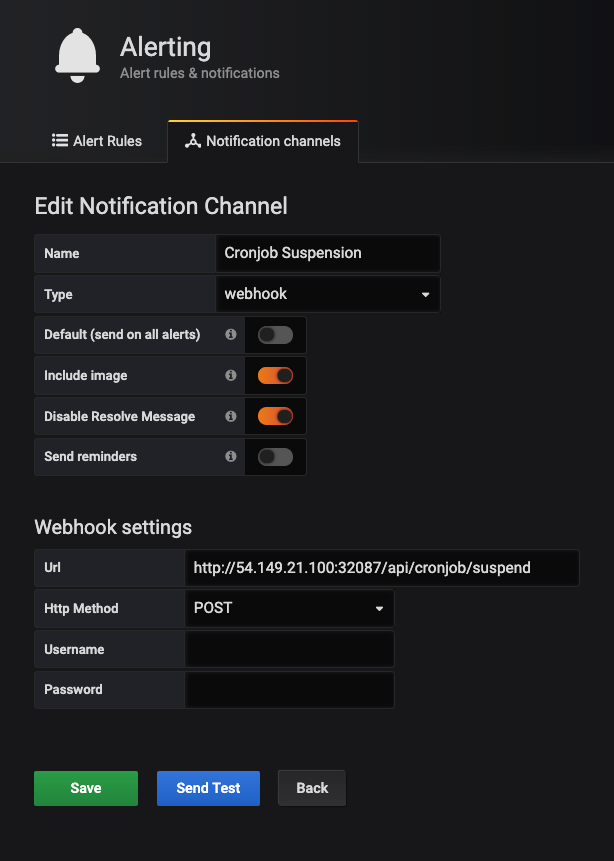 Alerting
Alert rules & notifications
Alert Rules
Notification channels
Edit Notification Channel
Name
Cronjob Suspension
Type
webhook
Default (send on all alerts)
Include image
Disable Resolve Message
Send reminders
Webhook settings
Url
http://54.149.21.100:32087/api/cronjob/suspend
Http Method
POST
Username
Password
Save
Send Test
Back